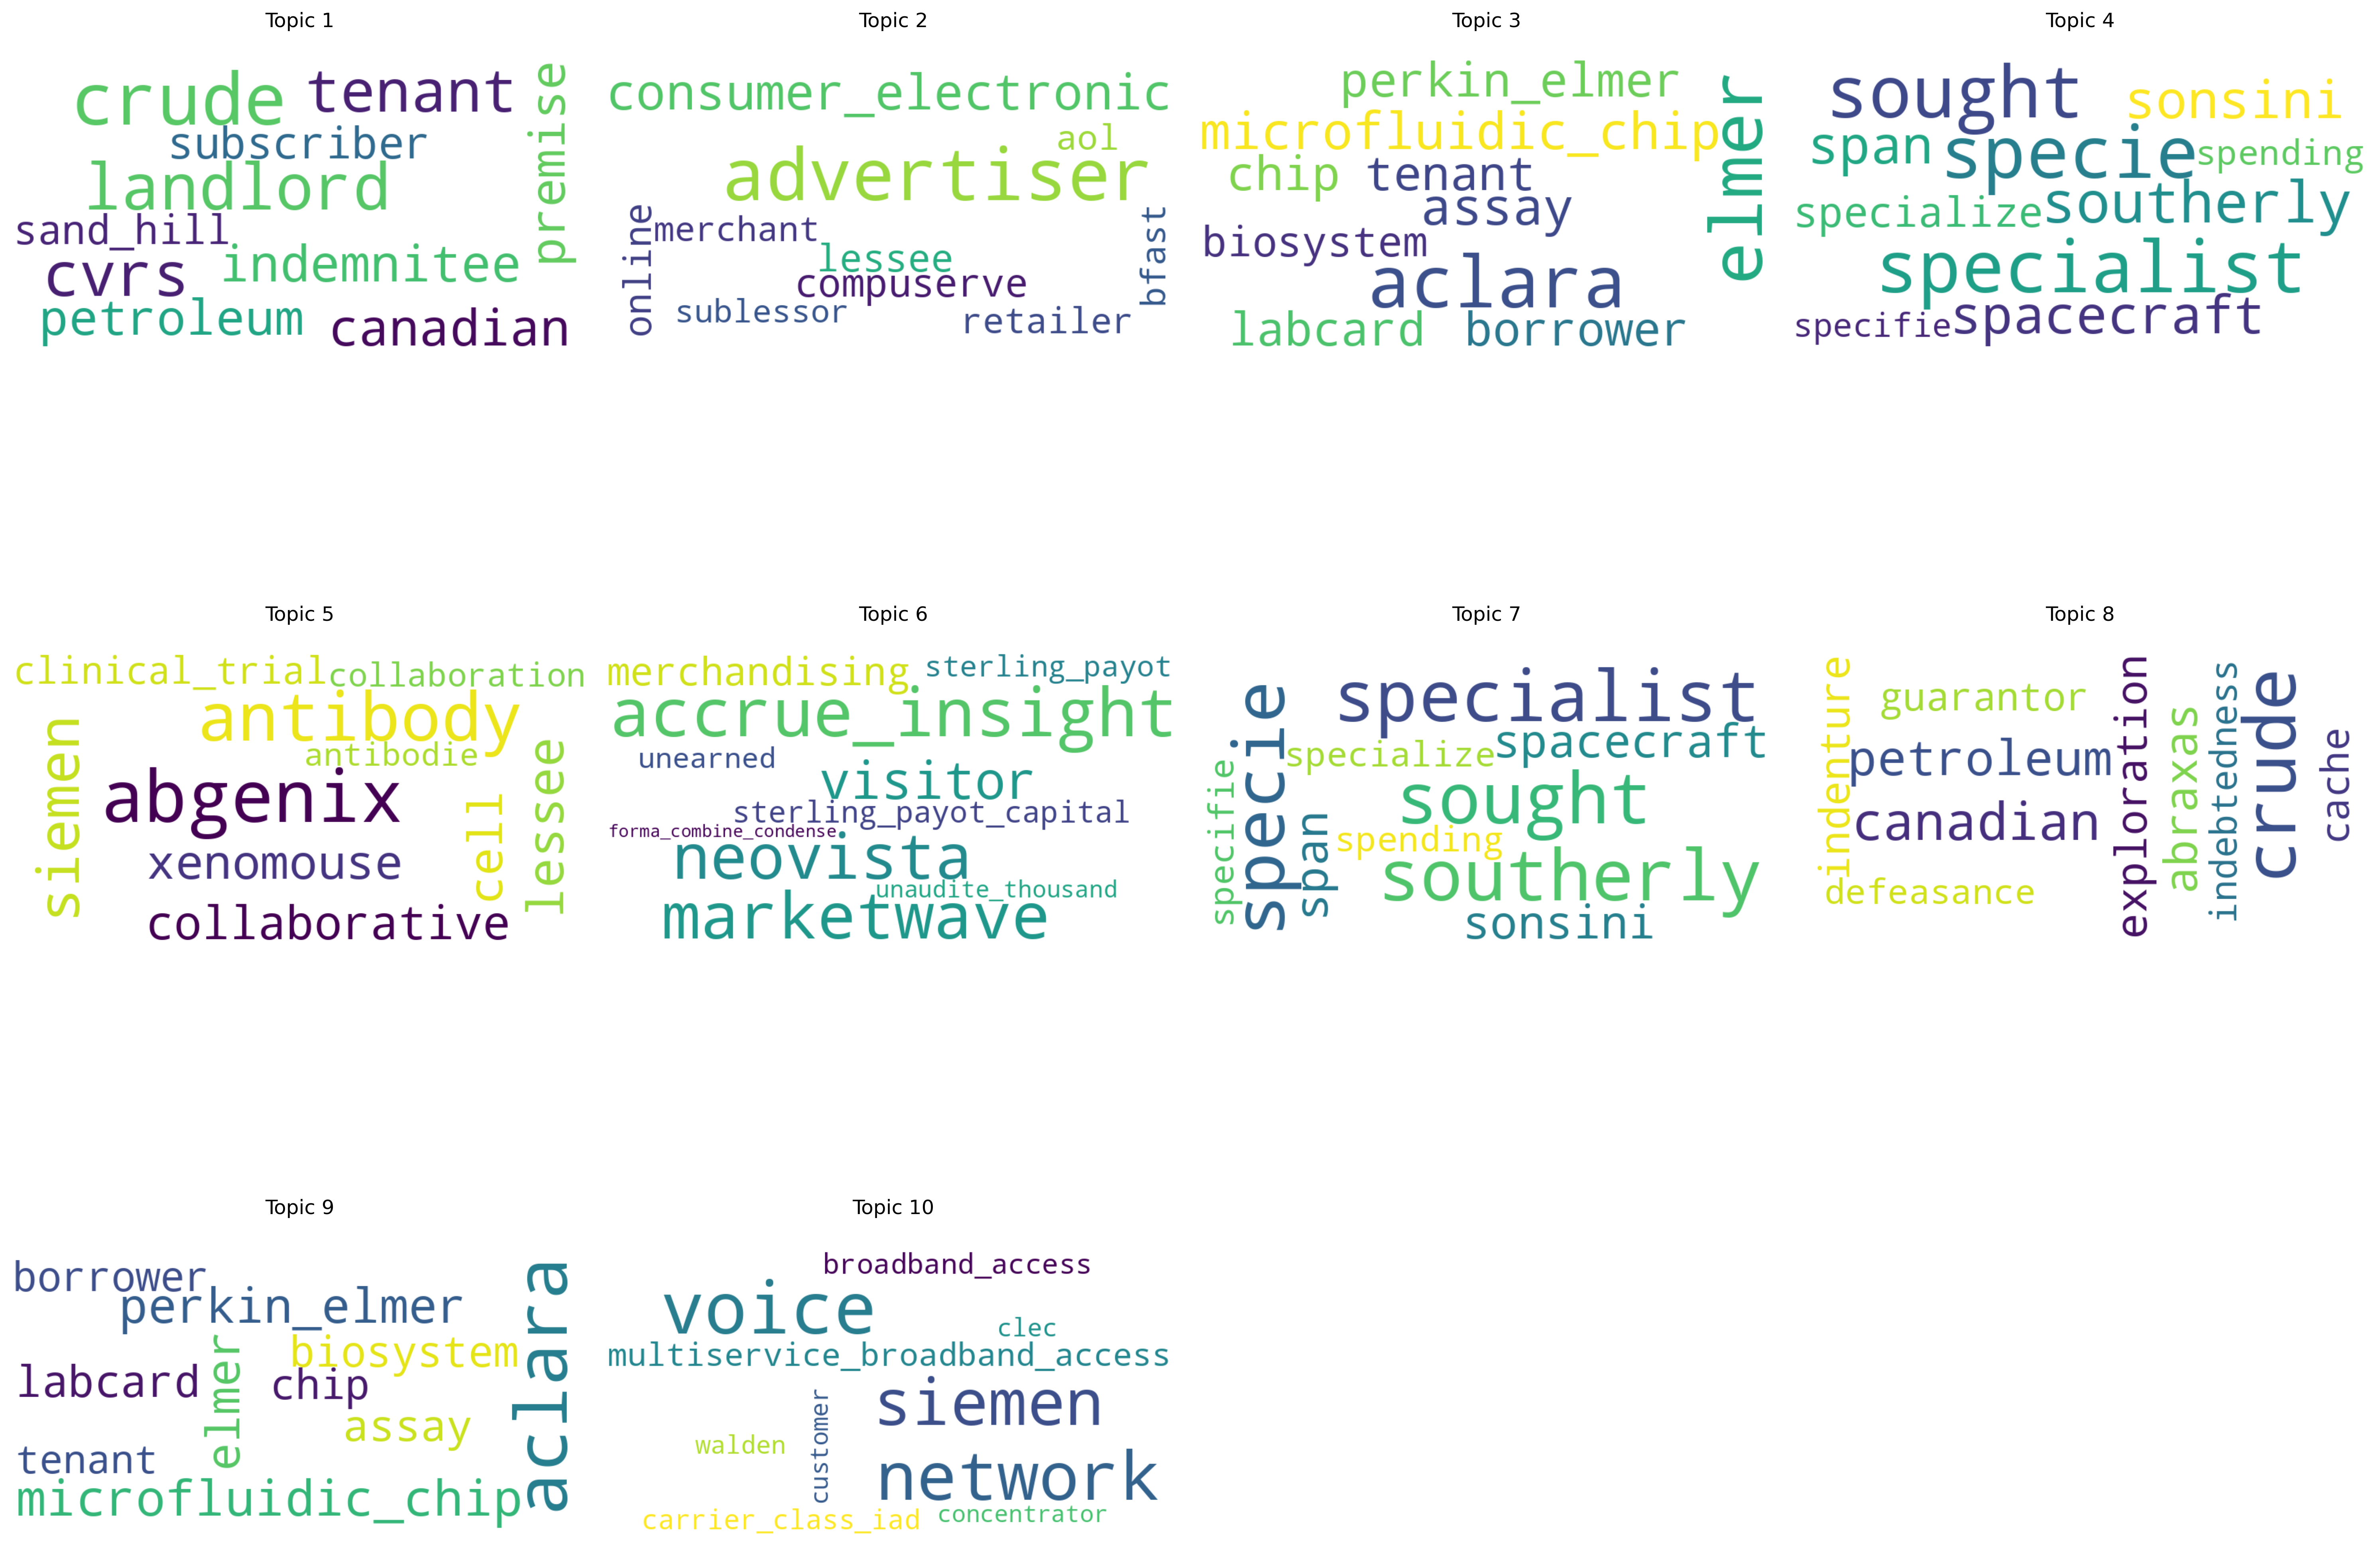 Topic 1
crude
tenant
premise
subscriber
landlord
sand_hill
cvrs
indemnitee
petroleum
canadian
Topic 2
consumer_electronic
aol
advertiser
online
merchant
bfast
lessee
compuserve
sublessor
retailer
Topic 3
perkin_elmer
elmer
microfluidic_chip
chip
tenant
assay
biosystem
aclara
labcard
borrower
Topic 4
sought
sonsini
span
specie
spending
specialize
southerly
specialist
specifie
spacecraft
Topic 5
clinical_trial
collaboration
antibody
siemen
antibodie
lessee
abgenix
cell
xenomouse
collaborative
Topic 6
merchandising
sterling_payot
accrue_insight
unearned
visitor
sterling_payot_capital
forma_combine_condense
neovista
unaudite_thousand
marketwave
Topic 7
specie
specialist
specialize
spacecraft
specifie
sought
span
spending
southerly
sonsini
Topic 8
indenture
guarantor
exploration
abraxas
indebtedness
crude
cache
petroleum
canadian
defeasance
Topic 9
borrower
perkin_elmer
aclara
elmer
biosystem
labcard
chip
assay
tenant
microfluidic_chip
Topic 10
broadband_access
voice
clec
multiservice_broadband_access
siemen
customer
walden
network
carrier_class_iad
concentrator